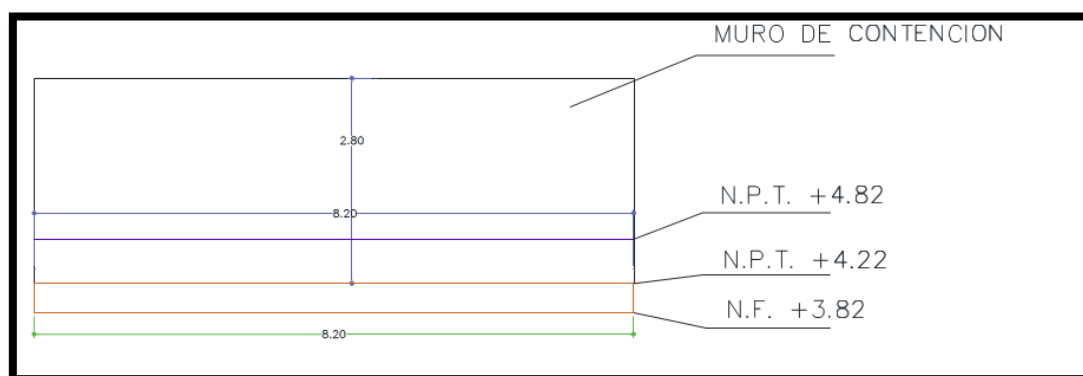 MURO DE CONTENCION
2.80
N.P.T. +4.82
8.20
N.P.T. +4.22
N.F. +3.82
8.20